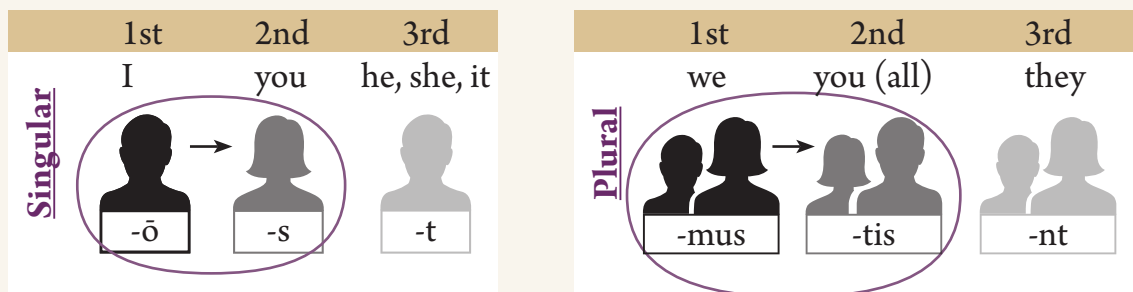 1st 2nd 3rd
I you he, she, it
Singular
-ō -s -t
1st 2nd 3rd
we you (all) they
Plural
-mus -tis -nt